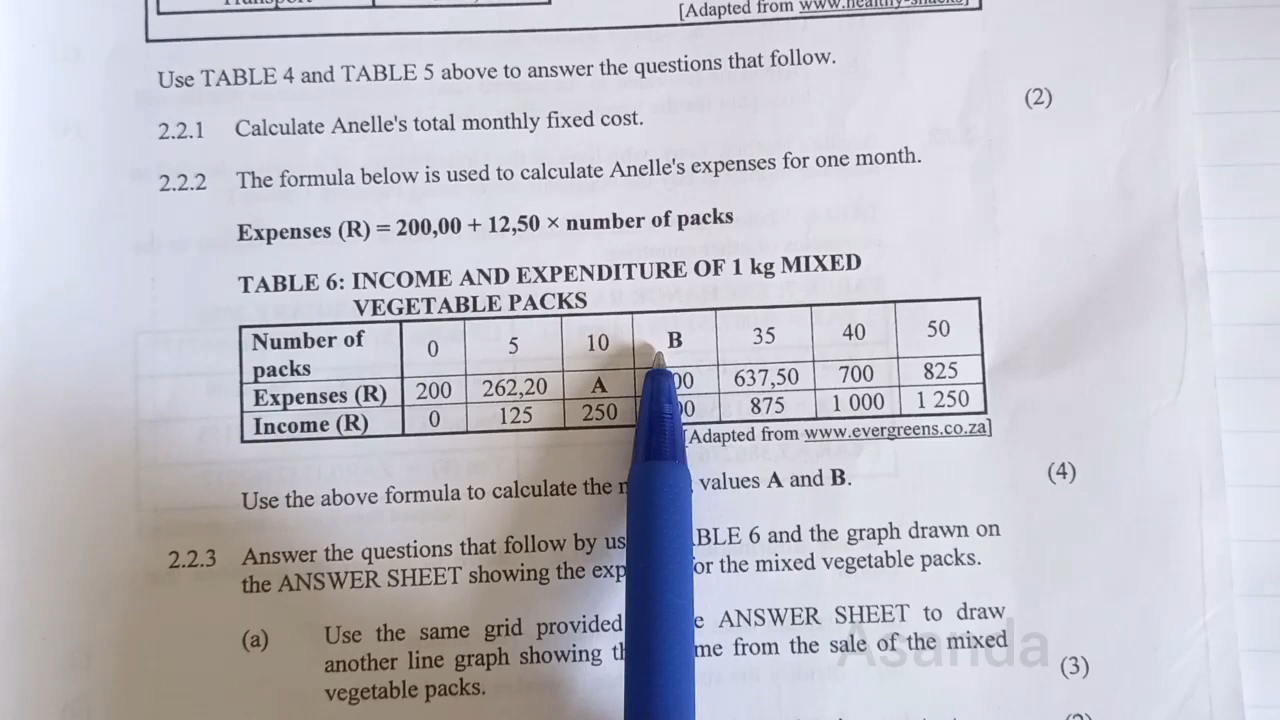 [Adapted from www.healthy-snacks]
Use TABLE 4 and TABLE 5 above to answer the questions that follow.
2.2.1 Calculate Anelle's total monthly fixed cost. (2)
2.2.2 The formula below is used to calculate Anelle's expenses for one month.
Expenses (R) = 200,00 + 12,50 × number of packs
TABLE 6: INCOME AND EXPENDITURE OF 1 kg MIXED
VEGETABLE PACKS
Number of packs 0 5 10 B 35 40 50
Expenses (R) 200 262,20 A 00 637,50 700 825
Income (R) 0 125 250 00 875 1 000 1 250
[Adapted from www.evergreens.co.za]
Use the above formula to calculate the values A and B. (4)
2.2.3 Answer the questions that follow by TABLE 6 and the graph drawn on
the ANSWER SHEET showing the for the mixed vegetable packs.
(a) Use the same grid provided ANSWER SHEET to draw
another line graph showing from the sale of the mixed
vegetable packs. (3)
Asanda